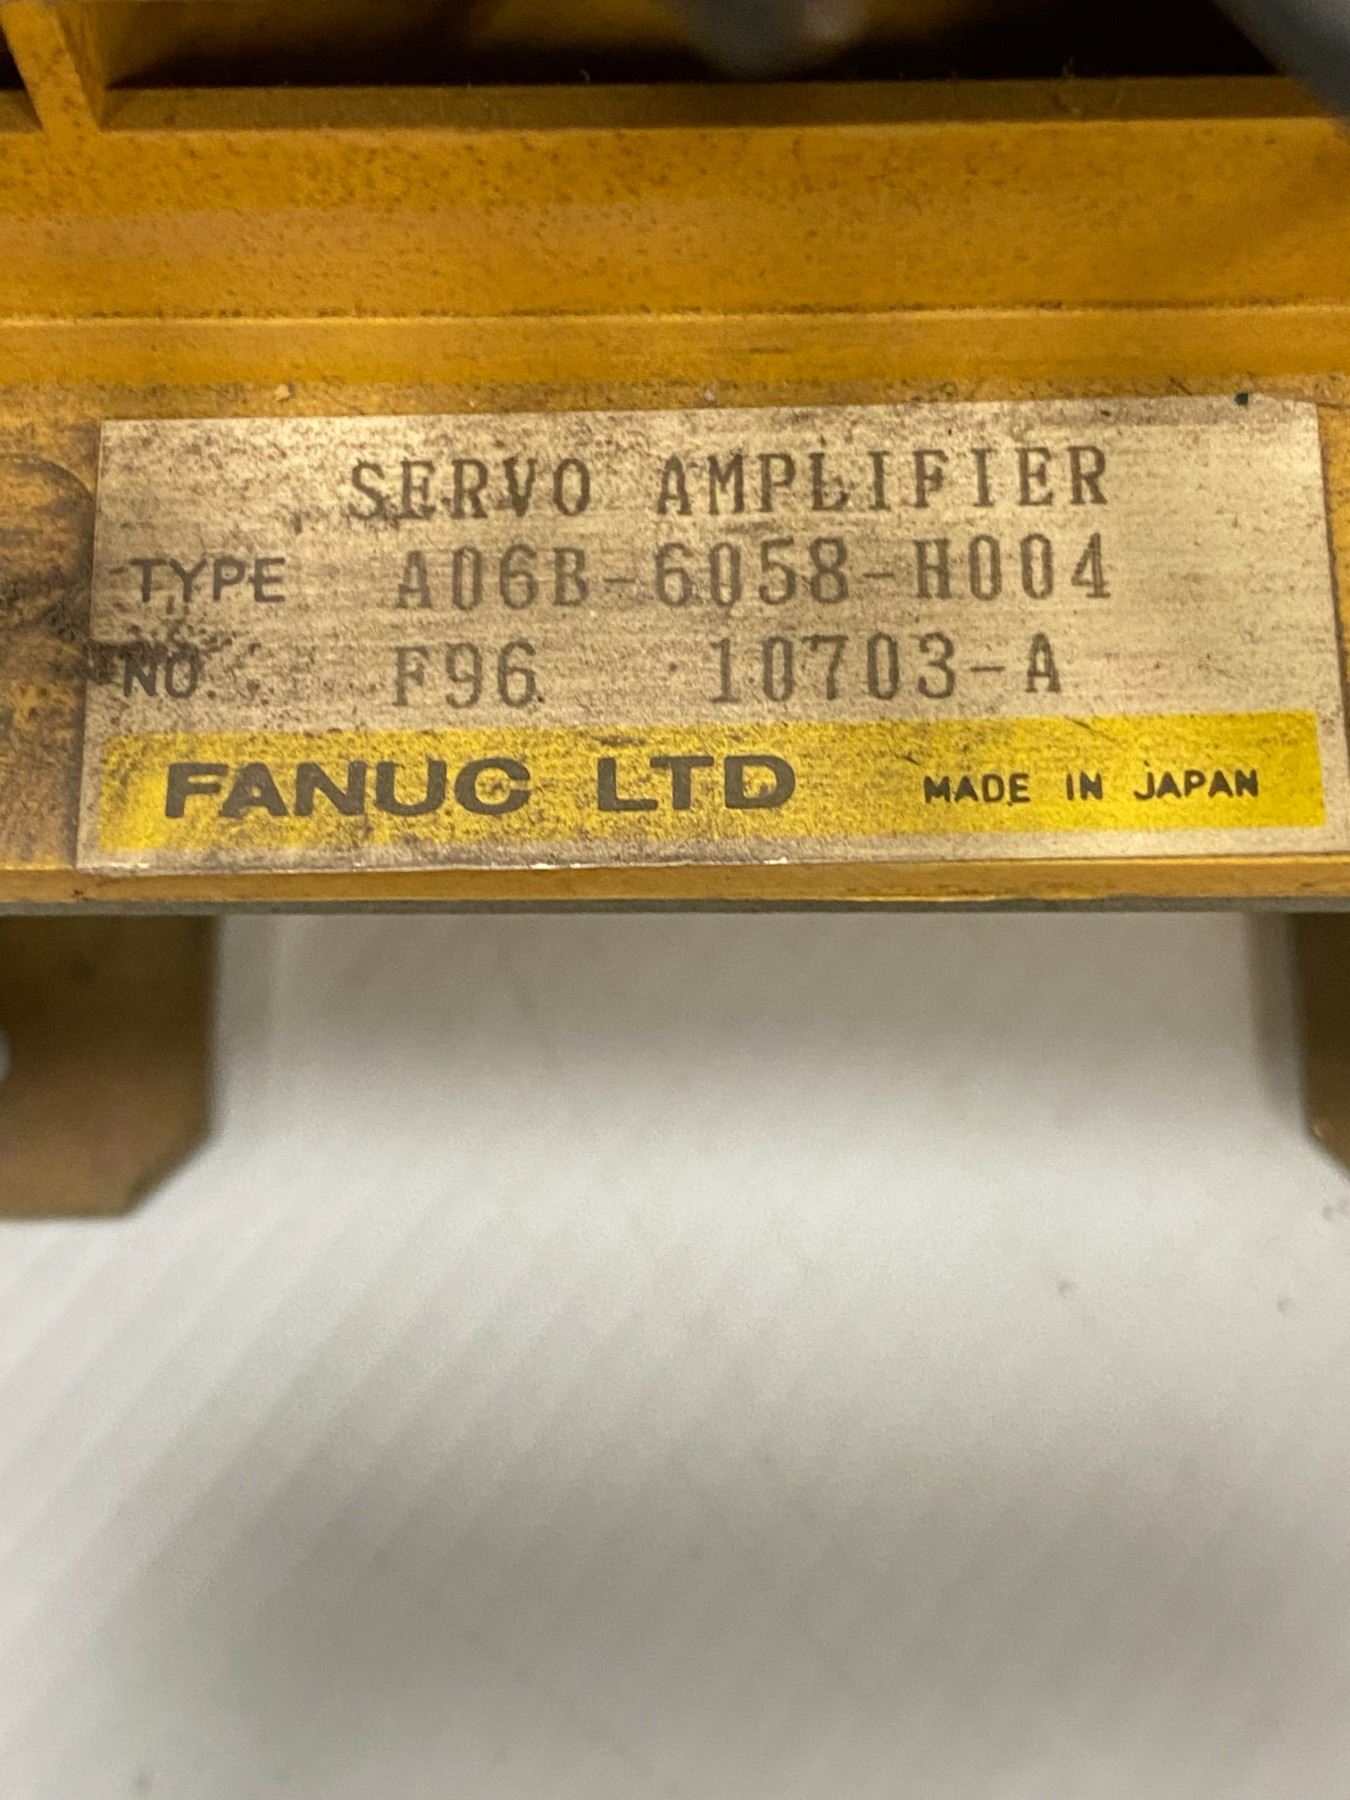 SERVO AMPLIFIER
TYPE A06B-6058-H004
NO. F96 10703-A
FANUC LTD MADE IN JAPAN